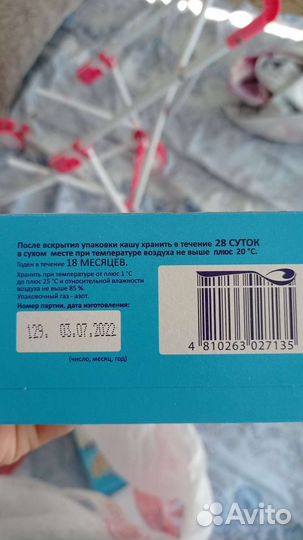 После вскрытия упаковки кашу хранить в течение 28 СУТОК
в сухом месте при температуре воздуха не выше плюс 20 °С.
Годен в течение 18 МЕСЯЦЕВ.
Хранить при температуре от плюс 1 °С
до плюс 25 °С и относительной влажности
воздуха не выше 85 %.
Упаковочный газ - азот.
Номер партии, дата изготовления:
129. 03.07.2022
(число, месяц, год)
4 810263 027135
Avito